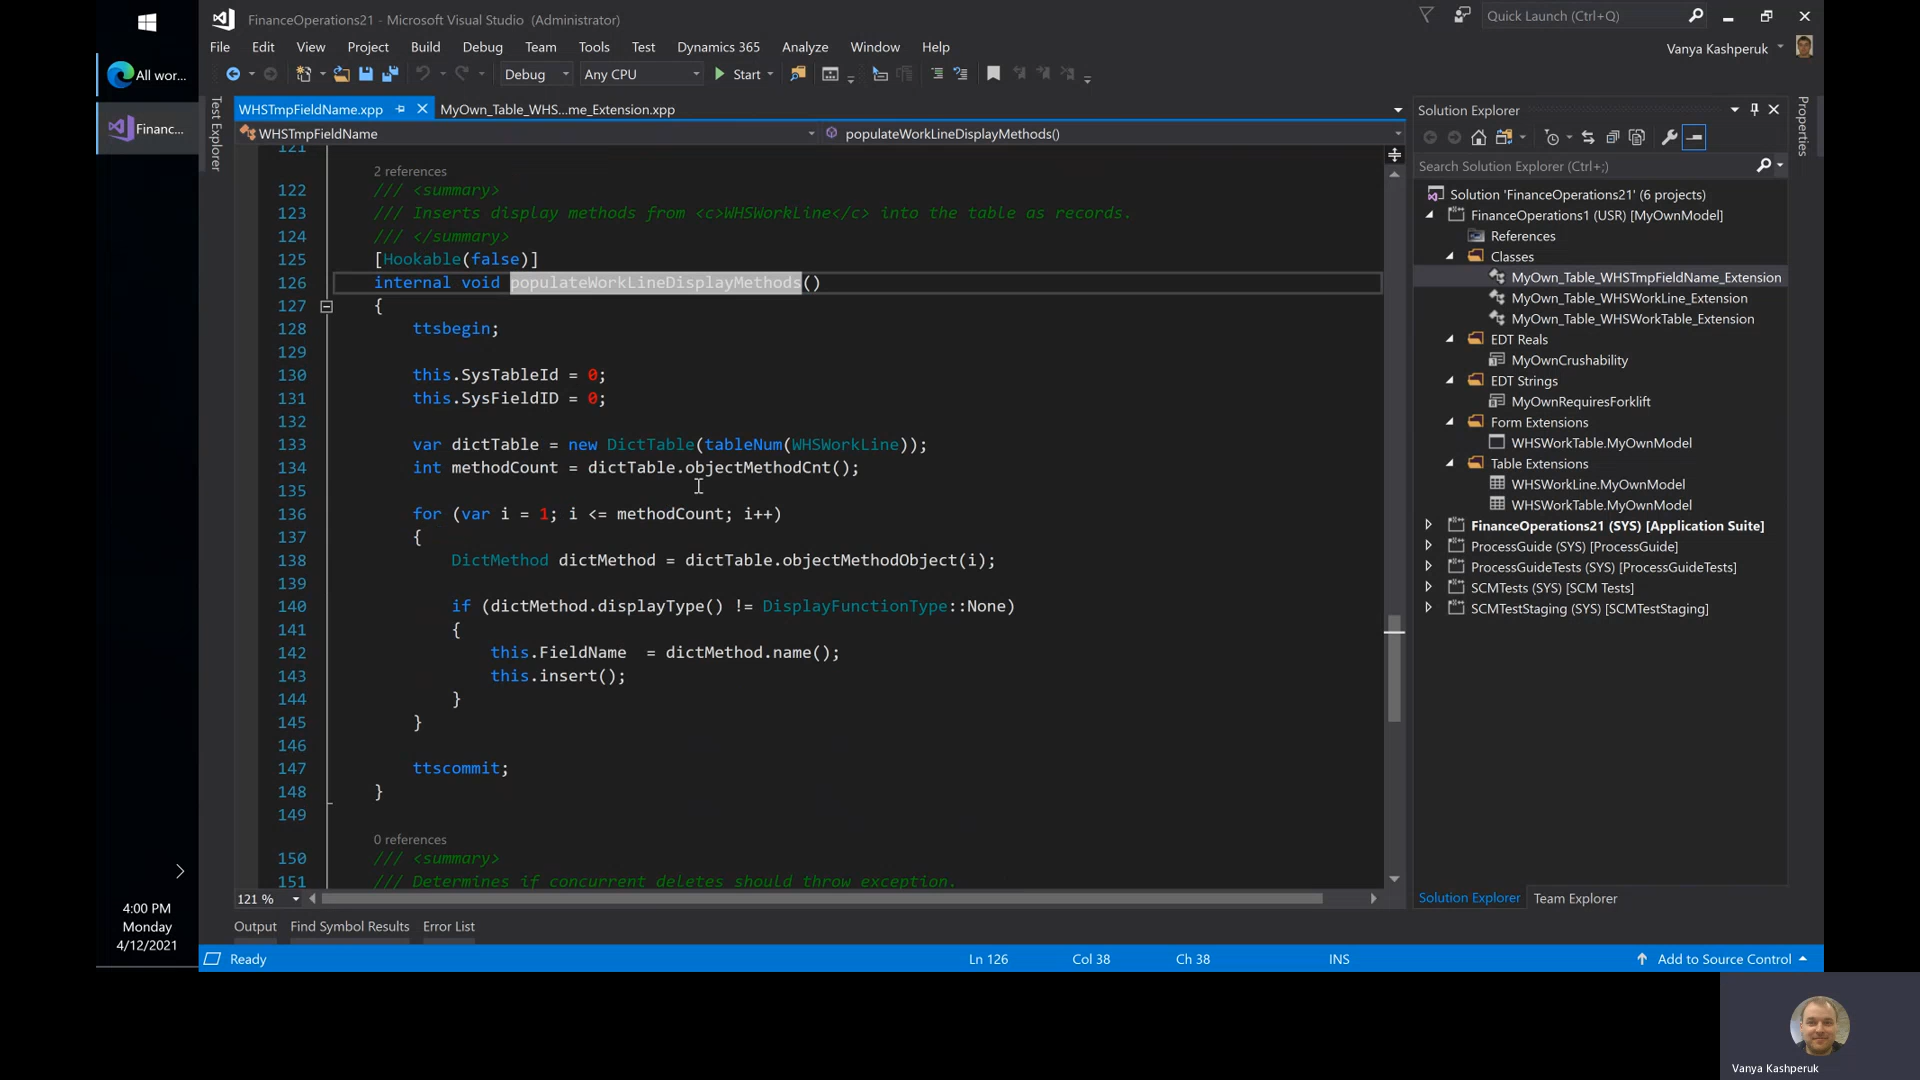 FinanceOperations21 - Microsoft Visual Studio (Administrator)
Quick Launch (Ctrl+Q)
File Edit View Project Build Debug Team Tools Test Dynamics 365 Analyze Window Help
Vanya Kashperuk
Debug Any CPU Start
All wor...
Financ...
Test Explorer
WHSTmpFieldName.xpp MyOwn_Table_WHS...me_Extension.xpp
WHSTmpFieldName populateWorkLineDisplayMethods()
121
2 references
122 /// <summary>
123 /// Inserts display methods from <c>WHSWorkLine</c> into the table as records.
124 /// </summary>
125 [Hookable(false)]
126 internal void populateWorkLineDisplayMethods()
127 {
128 ttsbegin;
129
130 this.SysTableId = 0;
131 this.SysFieldID = 0;
132
133 var dictTable = new DictTable(tableNum(WHSWorkLine));
134 int methodCount = dictTable.objectMethodCnt();
135
136 for (var i = 1; i <= methodCount; i++)
137 {
138 DictMethod dictMethod = dictTable.objectMethodObject(i);
139
140 if (dictMethod.displayType() != DisplayFunctionType::None)
141 {
142 this.FieldName  = dictMethod.name();
143 this.insert();
144 }
145 }
146
147 ttscommit;
148 }
149
0 references
150 /// <summary>
151 /// Determines if concurrent deletes should throw exception.
121 %
Output Find Symbol Results Error List
Ready Ln 126 Col 38 Ch 38 INS Add to Source Control
Solution Explorer
Search Solution Explorer (Ctrl+;)
Solution 'FinanceOperations21' (6 projects)
FinanceOperations1 (USR) [MyOwnModel]
References
Classes
MyOwn_Table_WHSTmpFieldName_Extension
MyOwn_Table_WHSWorkLine_Extension
MyOwn_Table_WHSWorkTable_Extension
EDT Reals
MyOwnCrushability
EDT Strings
MyOwnRequiresForklift
Form Extensions
WHSWorkTable.MyOwnModel
Table Extensions
WHSWorkLine.MyOwnModel
WHSWorkTable.MyOwnModel
FinanceOperations21 (SYS) [Application Suite]
ProcessGuide (SYS) [ProcessGuide]
ProcessGuideTests (SYS) [ProcessGuideTests]
SCMTests (SYS) [SCM Tests]
SCMTestStaging (SYS) [SCMTestStaging]
Solution Explorer Team Explorer
Properties
4:00 PM
Monday
4/12/2021
Vanya Kashperuk